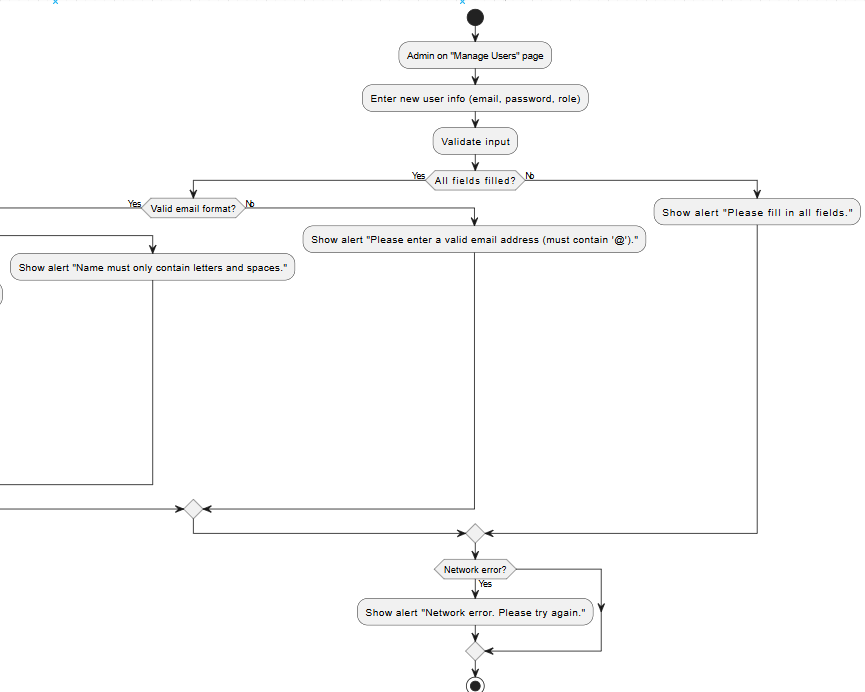 Admin on "Manage Users" page
Enter new user info (email, password, role)
Validate input
Yes
All fields filled?
No
Yes
Valid email format?
No
Show alert "Please fill in all fields."
Show alert "Please enter a valid email address (must contain '@')."
Show alert "Name must only contain letters and spaces."
Network error?
Yes
Show alert "Network error. Please try again."